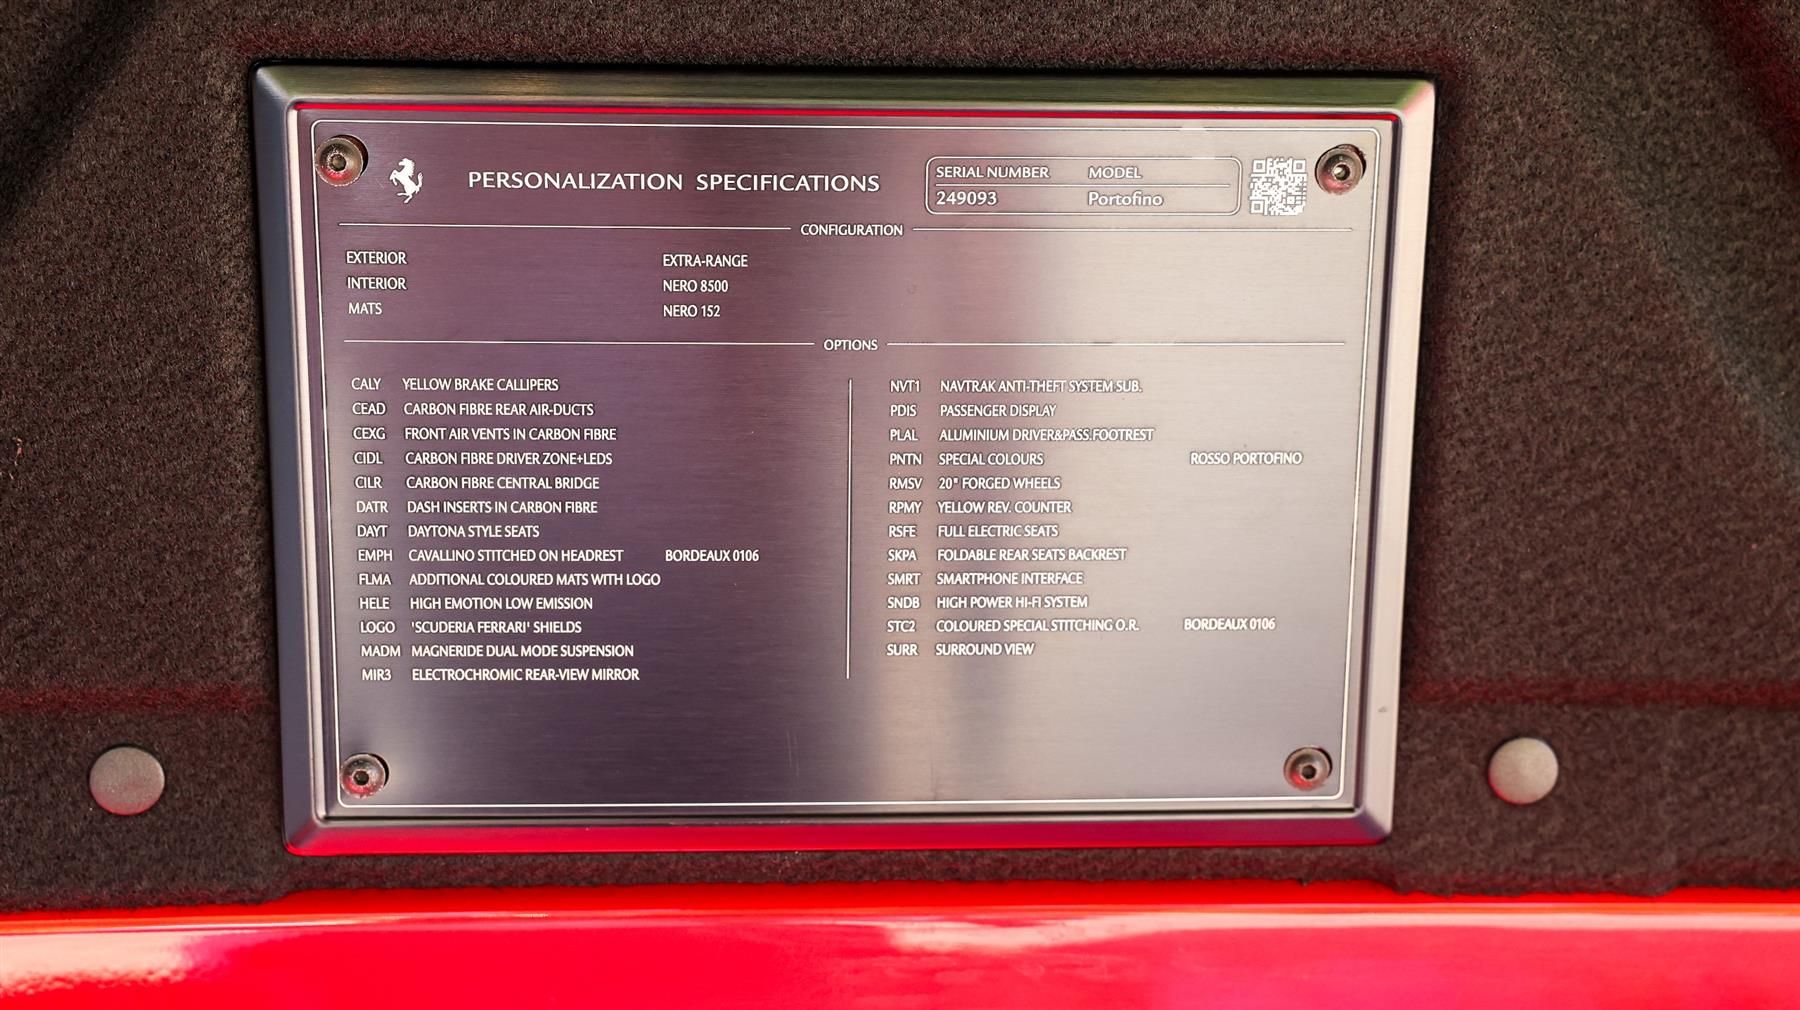 PERSONALIZATION SPECIFICATIONS
SERIAL NUMBER MODEL
249093 Portofino
CONFIGURATION
EXTERIOR EXTRA-RANGE
INTERIOR NERO 8500
MATS NERO 152
OPTIONS
CALY YELLOW BRAKE CALLIPERS
CEAD CARBON FIBRE REAR AIR-DUCTS
CEXG FRONT AIR VENTS IN CARBON FIBRE
CIDL CARBON FIBRE DRIVER ZONE+LEDS
CILR CARBON FIBRE CENTRAL BRIDGE
DATR DASH INSERTS IN CARBON FIBRE
DAYT DAYTONA STYLE SEATS
EMPH CAVALLINO STITCHED ON HEADREST BORDEAUX 0106
FLMA ADDITIONAL COLOURED MATS WITH LOGO
HELE HIGH EMOTION LOW EMISSION
LOGO 'SCUDERIA FERRARI' SHIELDS
MADM MAGNERIDE DUAL MODE SUSPENSION
MIR3 ELECTROCHROMIC REAR-VIEW MIRROR
NVT1 NAVTRAK ANTI-THEFT SYSTEM SUB.
PDIS PASSENGER DISPLAY
PLAL ALUMINIUM DRIVER&PASS.FOOTREST
PNTN SPECIAL COLOURS ROSSO PORTOFINO
RMSV 20" FORGED WHEELS
RPMY YELLOW REV. COUNTER
RSFE FULL ELECTRIC SEATS
SKPA FOLDABLE REAR SEATS BACKREST
SMRT SMARTPHONE INTERFACE
SNDB HIGH POWER HI-FI SYSTEM
STC2 COLOURED SPECIAL STITCHING O.R. BORDEAUX 0106
SURR SURROUND VIEW